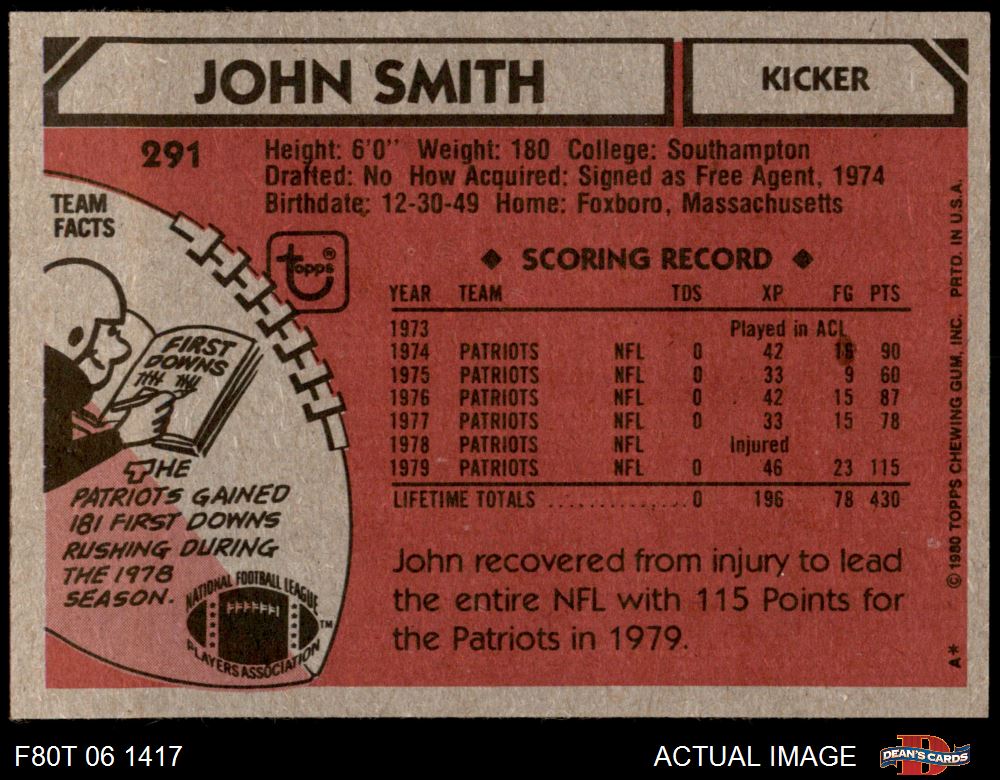 JOHN SMITH
KICKER
291
Height: 6'0" Weight: 180 College: Southampton
Drafted: No How Acquired: Signed as Free Agent, 1974
Birthdate: 12-30-49 Home: Foxboro, Massachusetts
TEAM
FACTS
topps®
FIRST
DOWNS
THE
PATRIOTS GAINED
181 FIRST DOWNS
RUSHING DURING
THE 1978
SEASON.
NATIONAL FOOTBALL LEAGUE
PLAYERS ASSOCIATION
TM
◆ SCORING RECORD ◆
YEAR TEAM TDS XP FG PTS
1973 Played in ACL
1974 PATRIOTS NFL 0 42 16 90
1975 PATRIOTS NFL 0 33 9 60
1976 PATRIOTS NFL 0 42 15 87
1977 PATRIOTS NFL 0 33 15 78
1978 PATRIOTS NFL Injured
1979 PATRIOTS NFL 0 46 23 115
LIFETIME TOTALS ............. 0 196 78 430
John recovered from injury to lead
the entire NFL with 115 Points for
the Patriots in 1979.
A* © 1980 TOPPS CHEWING GUM, INC. PRTD. IN U.S.A.
F80T 06 1417
ACTUAL IMAGE
DEAN'S CARDS